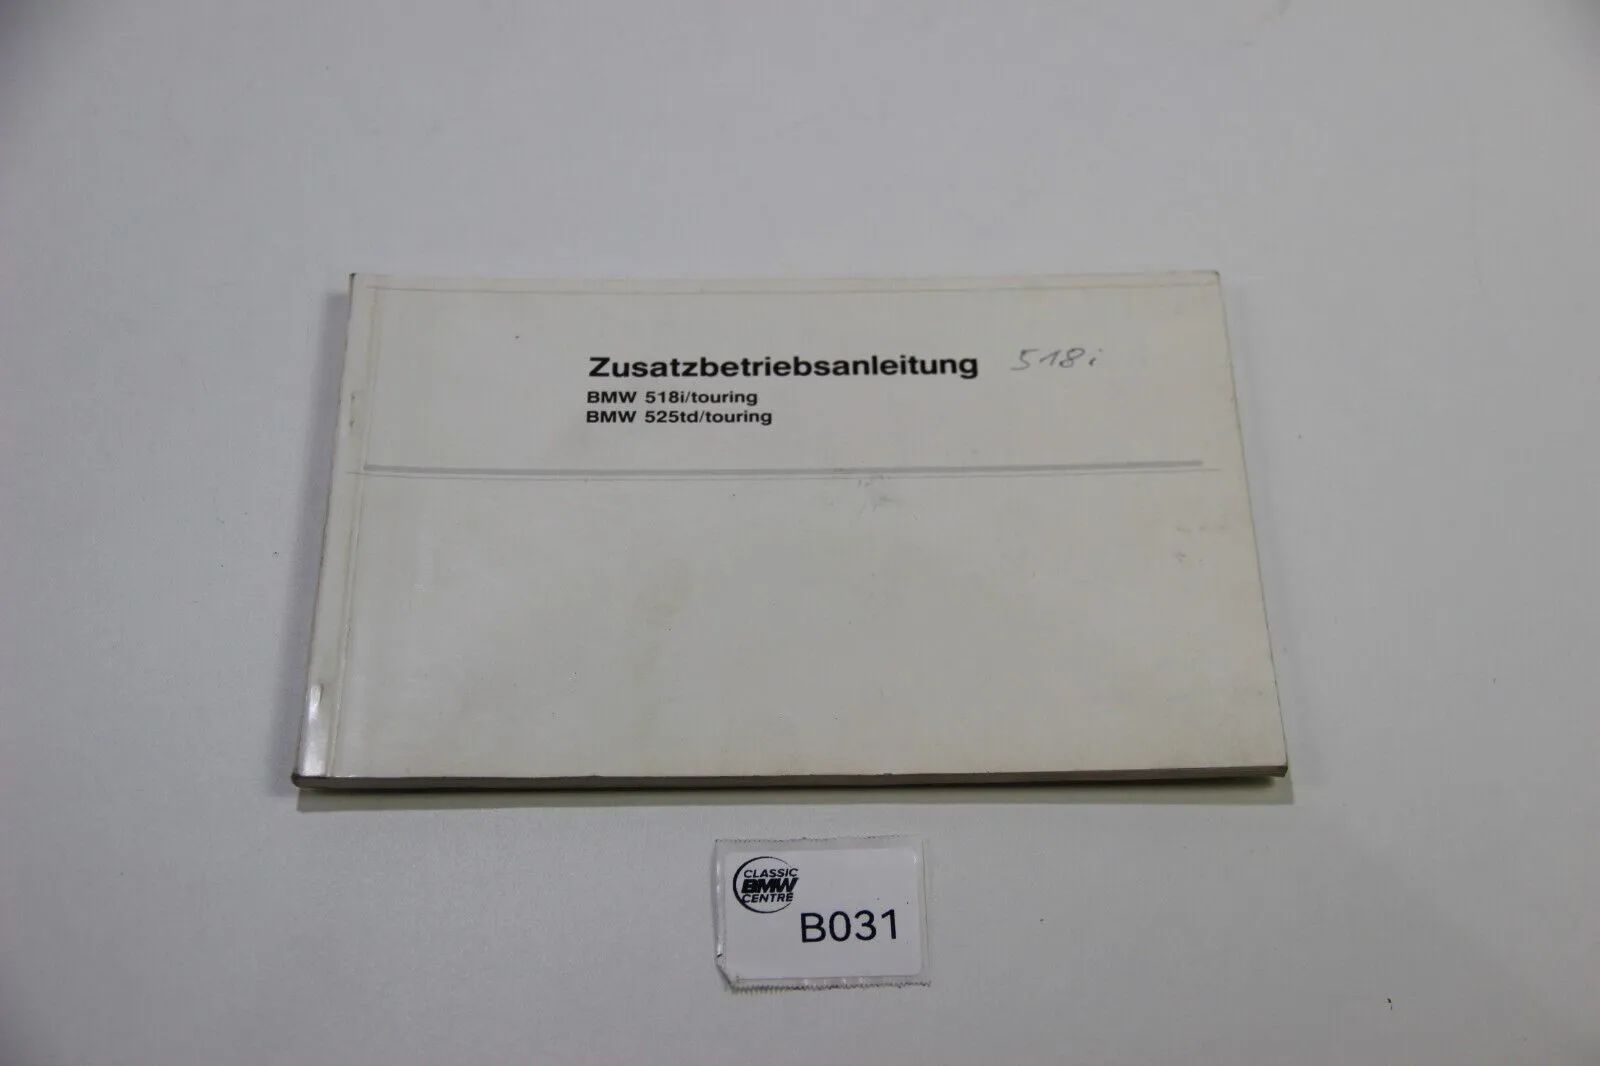 Zusatzbetriebsanleitung 518i
BMW 518i/touring
BMW 525td/touring
CLASSIC
BMW
CENTRE
B031